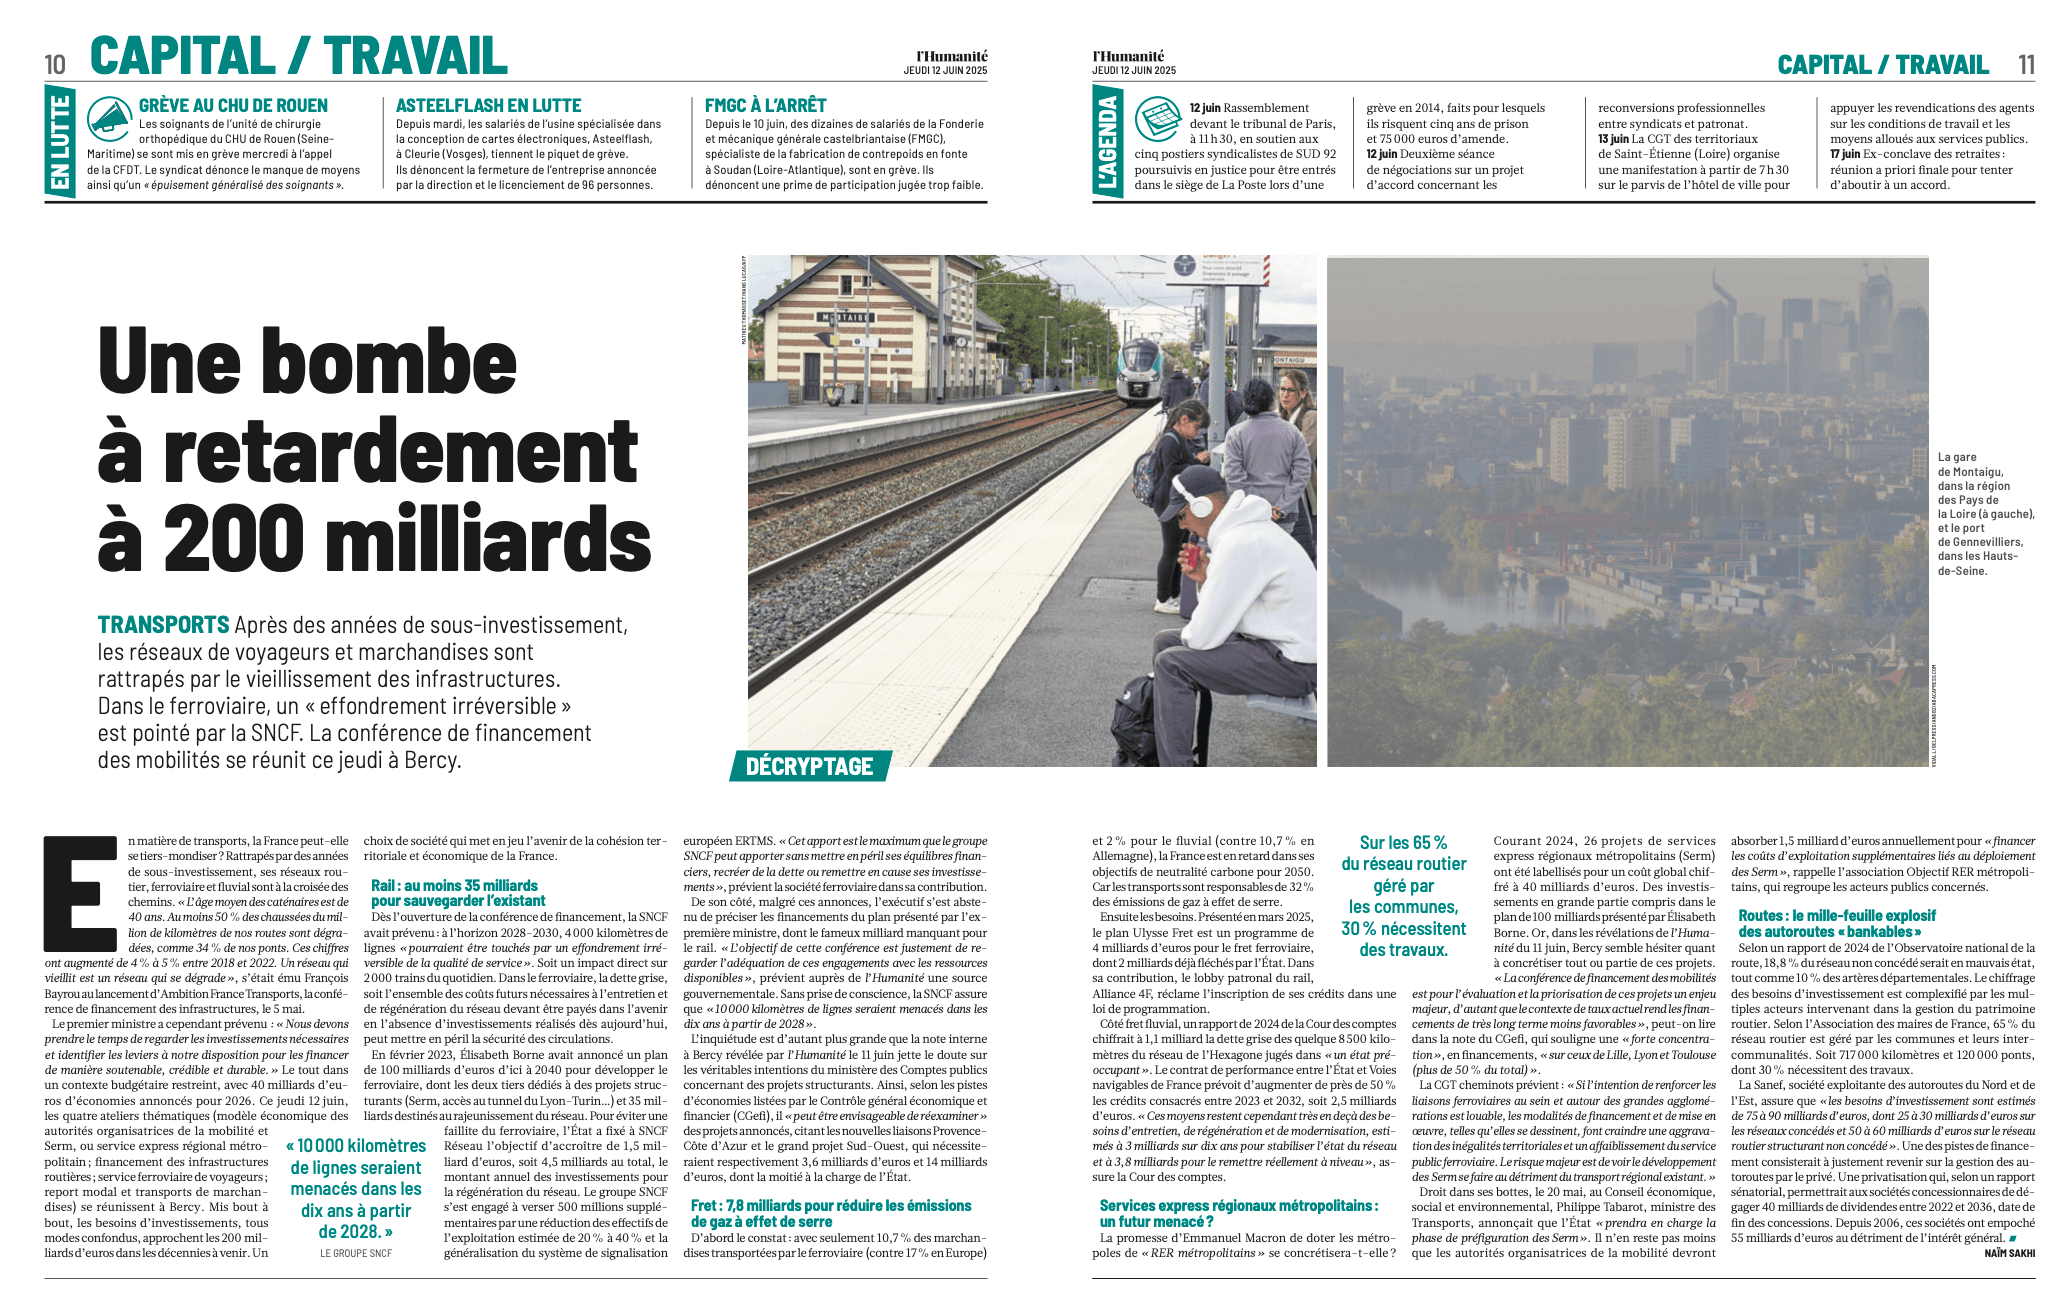 10 CAPITAL / TRAVAIL
l'Humanité
JEUDI 12 JUIN 2025
EN LUTTE
GRÈVE AU CHU DE ROUEN
Les soignants de l'unité de chirurgie
orthopédique du CHU de Rouen (Seine-
Maritime) se sont mis en grève mercredi à l'appel
de la CFDT. Le syndicat dénonce le manque de moyens
ainsi qu'un « épuisement généralisé des soignants ».
ASTEELFLASH EN LUTTE
Depuis mardi, les salariés de l'usine spécialisée dans
la conception de cartes électroniques, Asteelflash,
à Cleurie (Vosges), tiennent le piquet de grève.
Ils dénoncent la fermeture de l'entreprise annoncée
par la direction et le licenciement de 96 personnes.
FMGC À L'ARRÊT
Depuis le 10 juin, des dizaines de salariés de la Fonderie
et mécanique générale castelbriantaise (FMGC),
spécialiste de la fabrication de contrepoids en fonte
à Soudan (Loire-Atlantique), sont en grève. Ils
dénoncent une prime de participation jugée trop faible.
l'Humanité
JEUDI 12 JUIN 2025
CAPITAL / TRAVAIL 11
L'AGENDA
12 juin Rassemblement
devant le tribunal de Paris,
à 11 h 30, en soutien aux
cinq postiers syndicalistes de SUD 92
poursuivis en justice pour être entrés
dans le siège de La Poste lors d'une
grève en 2014, faits pour lesquels
ils risquent cinq ans de prison
et 75 000 euros d'amende.
12 juin Deuxième séance
de négociations sur un projet
d'accord concernant les
reconversions professionnelles
entre syndicats et patronat.
13 juin La CGT des territoriaux
de Saint-Étienne (Loire) organise
une manifestation à partir de 7 h 30
sur le parvis de l'hôtel de ville pour
appuyer les revendications des agents
sur les conditions de travail et les
moyens alloués aux services publics.
17 juin Ex-conclave des retraites :
réunion a priori finale pour tenter
d'aboutir à un accord.
Une bombe
à retardement
à 200 milliards
TRANSPORTS Après des années de sous-investissement,
les réseaux de voyageurs et marchandises sont
rattrapés par le vieillissement des infrastructures.
Dans le ferroviaire, un « effondrement irréversible »
est pointé par la SNCF. La conférence de financement
des mobilités se réunit ce jeudi à Bercy.
MONTAIGU
Danger !
MONTAIGU
DÉCRYPTAGE
La gare
de Montaigu,
dans la région
des Pays de
la Loire (à gauche),
et le port
de Gennevilliers,
dans les Hauts-
de-Seine.
En matière de transports, la France peut-elle
se tiers-mondiser ? Rattrapés par des années
de sous-investissement, ses réseaux rou-
tier, ferroviaire et fluvial sont à la croisée des
chemins. « L'âge moyen des caténaires est de
40 ans. Au moins 50 % des chaussées du mil-
lion de kilomètres de nos routes sont dégra-
dées, comme 34 % de nos ponts. Ces chiffres
ont augmenté de 4 % à 5 % entre 2018 et 2022. Un réseau qui
vieillit est un réseau qui se dégrade », s'était ému François
Bayrou au lancement d'Ambition France Transports, la confé-
rence de financement des infrastructures, le 5 mai.
Le premier ministre a cependant prévenu : « Nous devons
prendre le temps de regarder les investissements nécessaires
et identifier les leviers à notre disposition pour les financer
de manière soutenable, crédible et durable. » Le tout dans
un contexte budgétaire restreint, avec 40 milliards d'eu-
ros d'économies annoncés pour 2026. Ce jeudi 12 juin,
les quatre ateliers thématiques (modèle économique des
autorités organisatrices de la mobilité et
Serm, ou service express régional métro-
politain ; financement des infrastructures
routières ; service ferroviaire de voyageurs ;
report modal et transports de marchan-
dises) se réunissent à Bercy. Mis bout à
bout, les besoins d'investissements, tous
modes confondus, approchent les 200 mil-
liards d'euros dans les décennies à venir. Un
« 10 000 kilomètres
de lignes seraient
menacés dans les
dix ans à partir
de 2028. »
LE GROUPE SNCF
choix de société qui met en jeu l'avenir de la cohésion ter-
ritoriale et économique de la France.
Rail : au moins 35 milliards
pour sauvegarder l'existant
Dès l'ouverture de la conférence de financement, la SNCF
avait prévenu : à l'horizon 2028-2030, 4 000 kilomètres de
lignes « pourraient être touchés par un effondrement irré-
versible de la qualité de service ». Soit un impact direct sur
2 000 trains du quotidien. Dans le ferroviaire, la dette grise,
soit l'ensemble des coûts futurs nécessaires à l'entretien et
de régénération du réseau devant être payés dans l'avenir
en l'absence d'investissements réalisés dès aujourd'hui,
peut mettre en péril la sécurité des circulations.
En février 2023, Élisabeth Borne avait annoncé un plan
de 100 milliards d'euros d'ici à 2040 pour développer le
ferroviaire, dont les deux tiers dédiés à des projets struc-
turants (Serm, accès au tunnel du Lyon-Turin…) et 35 mil-
liards destinés au rajeunissement du réseau. Pour éviter une
faillite du ferroviaire, l'État a fixé à SNCF
Réseau l'objectif d'accroître de 1,5 mil-
liard d'euros, soit 4,5 milliards au total, le
montant annuel des investissements pour
la régénération du réseau. Le groupe SNCF
s'est engagé à verser 500 millions supplé-
mentaires par une réduction des effectifs de
l'exploitation estimée de 20 % à 40 % et la
généralisation du système de signalisation
européen ERTMS. « Cet apport est le maximum que le groupe
SNCF peut apporter sans mettre en péril ses équilibres finan-
ciers, recréer de la dette ou remettre en cause ses investisse-
ments », prévient la société ferroviaire dans sa contribution.
De son côté, malgré ces annonces, l'exécutif s'est abste-
nu de préciser les financements du plan présenté par l'ex-
première ministre, dont le fameux milliard manquant pour
le rail. « L'objectif de cette conférence est justement de re-
garder l'adéquation de ces engagements avec les ressources
disponibles », prévient auprès de l'Humanité une source
gouvernementale. Sans prise de conscience, la SNCF assure
que « 10 000 kilomètres de lignes seraient menacés dans les
dix ans à partir de 2028 ».
L'inquiétude est d'autant plus grande que la note interne
à Bercy révélée par l'Humanité le 11 juin jette le doute sur
les véritables intentions du ministère des Comptes publics
concernant des projets structurants. Ainsi, selon les pistes
d'économies listées par le Contrôle général économique et
financier (CGefi), il « peut être envisageable de réexaminer »
des projets annoncés, citant les nouvelles liaisons Provence-
Côte d'Azur et le grand projet Sud-Ouest, qui nécessite-
raient respectivement 3,6 milliards d'euros et 14 milliards
d'euros, dont la moitié à la charge de l'État.
Fret : 7,8 milliards pour réduire les émissions
de gaz à effet de serre
D'abord le constat : avec seulement 10,7 % des marchan-
dises transportées par le ferroviaire (contre 17 % en Europe)
et 2 % pour le fluvial (contre 10,7 % en
Allemagne), la France est en retard dans ses
objectifs de neutralité carbone pour 2050.
Car les transports sont responsables de 32 %
des émissions de gaz à effet de serre.
Ensuite les besoins. Présenté en mars 2025,
le plan Ulysse Fret est un programme de
4 milliards d'euros pour le fret ferroviaire,
dont 2 milliards déjà fléchés par l'État. Dans
sa contribution, le lobby patronal du rail,
Alliance 4F, réclame l'inscription de ses crédits dans une
loi de programmation.
Côté fret fluvial, un rapport de 2024 de la Cour des comptes
chiffrait à 1,1 milliard la dette grise des quelque 8 500 kilo-
mètres du réseau de l'Hexagone jugés dans « un état pré-
occupant ». Le contrat de performance entre l'État et Voies
navigables de France prévoit d'augmenter de près de 50 %
les crédits consacrés entre 2023 et 2032, soit 2,5 milliards
d'euros. « Ces moyens restent cependant très en deçà des be-
soins d'entretien, de régénération et de modernisation, esti-
més à 3 milliards sur dix ans pour stabiliser l'état du réseau
et à 3,8 milliards pour le remettre réellement à niveau », as-
sure la Cour des comptes.
Services express régionaux métropolitains :
un futur menacé ?
La promesse d'Emmanuel Macron de doter les métro-
poles de « RER métropolitains » se concrétisera-t-elle ?
Sur les 65 %
du réseau routier
géré par
les communes,
30 % nécessitent
des travaux.
Courant 2024, 26 projets de services
express régionaux métropolitains (Serm)
ont été labellisés pour un coût global chif-
fré à 40 milliards d'euros. Des investis-
sements en grande partie compris dans le
plan de 100 milliards présenté par Élisabeth
Borne. Or, dans les révélations de l'Huma-
nité du 11 juin, Bercy semble hésiter quant
à concrétiser tout ou partie de ces projets.
« La conférence de financement des mobilités
est pour l'évaluation et la priorisation de ces projets un enjeu
majeur, d'autant que le contexte de taux actuel rend les finan-
cements de très long terme moins favorables », peut-on lire
dans la note du CGefi, qui souligne une « forte concentra-
tion », en financements, « sur ceux de Lille, Lyon et Toulouse
(plus de 50 % du total) ».
La CGT cheminots prévient : « Si l'intention de renforcer les
liaisons ferroviaires au sein et autour des grandes agglomé-
rations est louable, les modalités de financement et de mise en
œuvre, telles qu'elles se dessinent, font craindre une aggrava-
tion des inégalités territoriales et un affaiblissement du service
public ferroviaire. Le risque majeur est de voir le développement
des Serm se faire au détriment du transport régional existant. »
Droit dans ses bottes, le 20 mai, au Conseil économique,
social et environnemental, Philippe Tabarot, ministre des
Transports, annonçait que l'État « prendra en charge la
phase de préfiguration des Serm ». Il n'en reste pas moins
que les autorités organisatrices de la mobilité devront
absorber 1,5 milliard d'euros annuellement pour « financer
les coûts d'exploitation supplémentaires liés au déploiement
des Serm », rappelle l'association Objectif RER métropoli-
tains, qui regroupe les acteurs publics concernés.
Routes : le mille-feuille explosif
des autoroutes « bankables »
Selon un rapport de 2024 de l'Observatoire national de la
route, 18,8 % du réseau non concédé serait en mauvais état,
tout comme 10 % des artères départementales. Le chiffrage
des besoins d'investissement est complexifié par les mul-
tiples acteurs intervenant dans la gestion du patrimoine
routier. Selon l'Association des maires de France, 65 % du
réseau routier est géré par les communes et leurs inter-
communalités. Soit 717 000 kilomètres et 120 000 ponts,
dont 30 % nécessitent des travaux.
La Sanef, société exploitante des autoroutes du Nord et de
l'Est, assure que « les besoins d'investissement sont estimés
de 75 à 90 milliards d'euros, dont 25 à 30 milliards d'euros sur
les réseaux concédés et 50 à 60 milliards d'euros sur le réseau
routier structurant non concédé ». Une des pistes de finance-
ment consisterait à justement revenir sur la gestion des au-
toroutes par le privé. Une privatisation qui, selon un rapport
sénatorial, permettrait aux sociétés concessionnaires de dé-
gager 40 milliards de dividendes entre 2022 et 2036, date de
fin des concessions. Depuis 2006, ces sociétés ont empoché
55 milliards d'euros au détriment de l'intérêt général.
NAÏM SAKHI